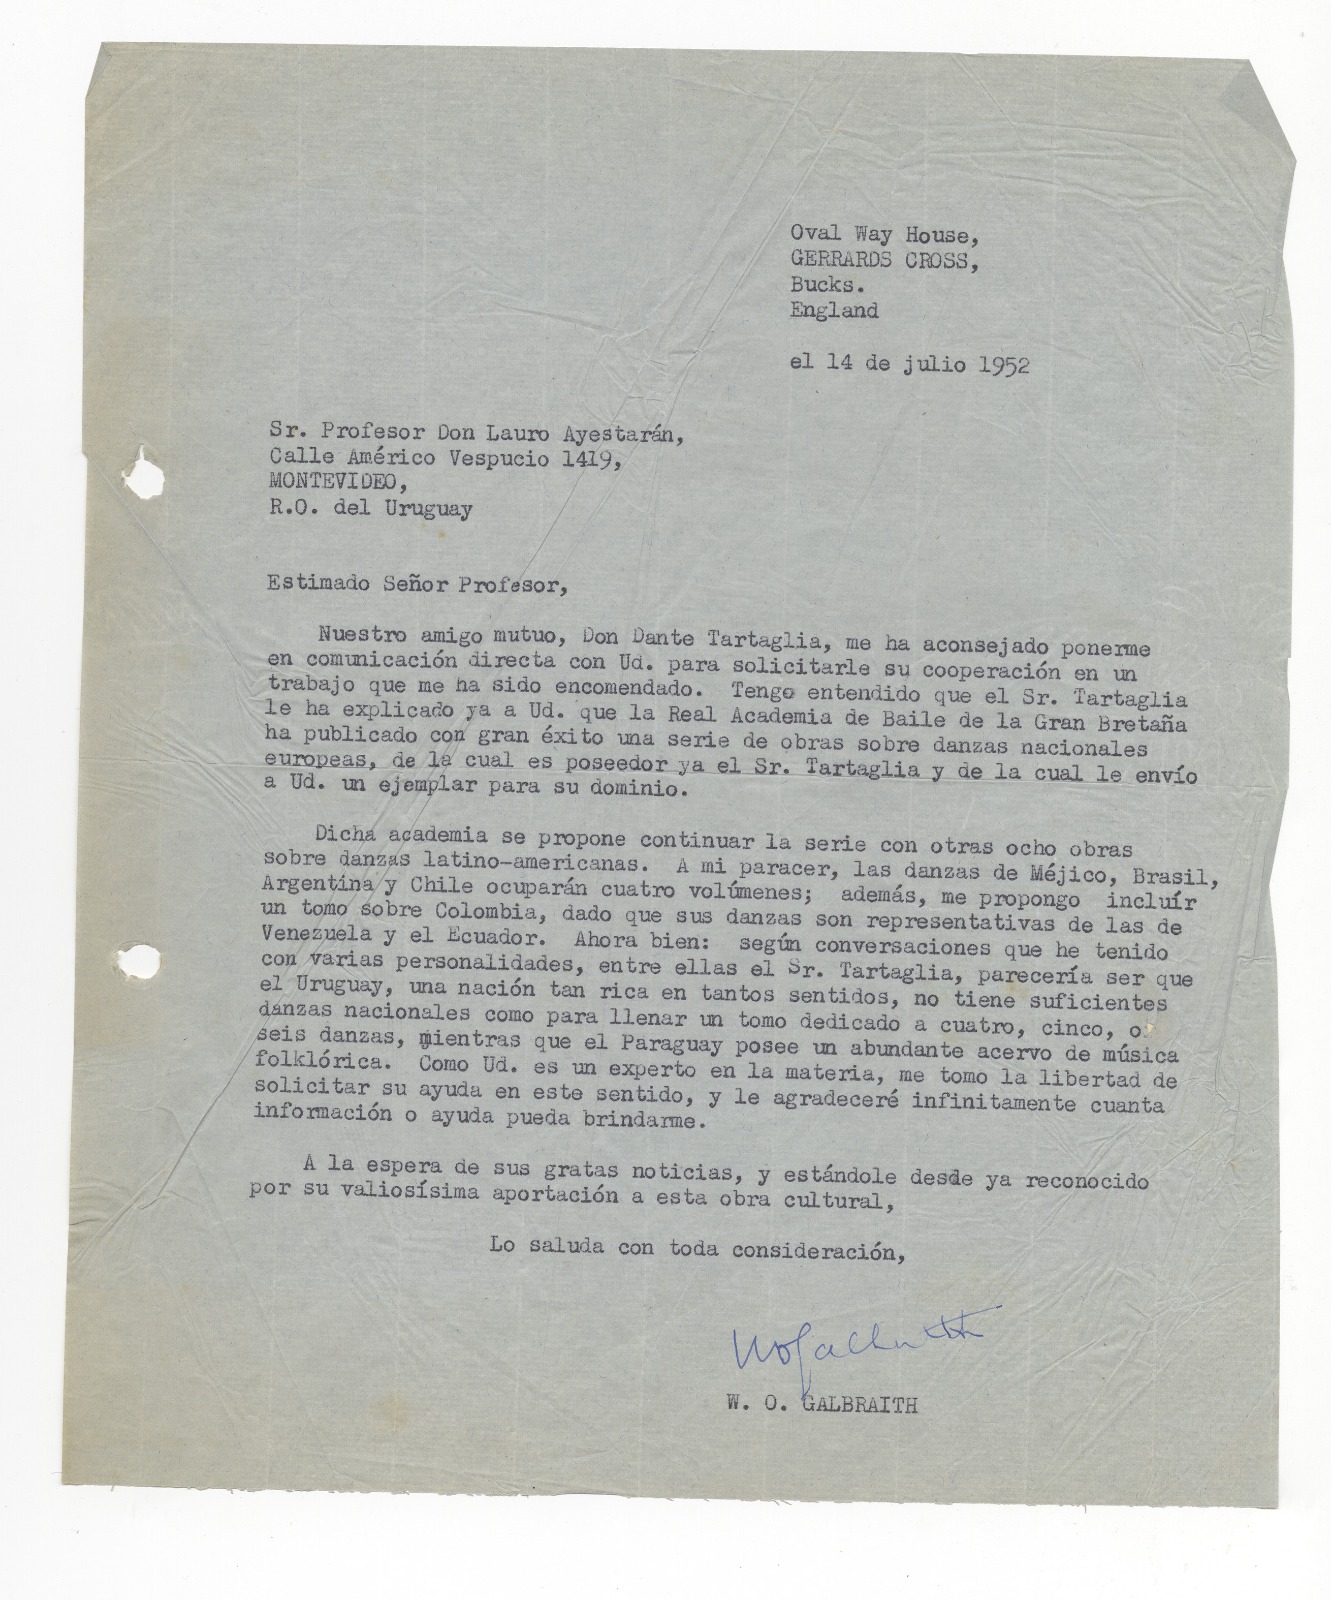 Oval Way House,
GERRARDS CROSS,
Bucks.
England
el 14 de julio 1952
Sr. Profesor Don Lauro Ayestarán,
Calle Américo Vespucio 1419,
MONTEVIDEO,
R.O. del Uruguay
Estimado Señor Profesor,
Nuestro amigo mutuo, Don Dante Tartaglia, me ha aconsejado ponerme
en comunicación directa con Ud. para solicitarle su cooperación en un
trabajo que me ha sido encomendado. Tengo entendido que el Sr. Tartaglia
le ha explicado ya a Ud. que la Real Academia de Baile de la Gran Bretaña
ha publicado con gran éxito una serie de obras sobre danzas nacionales
europeas, de la cual es poseedor ya el Sr. Tartaglia y de la cual le envío
a Ud. un ejemplar para su dominio.
Dicha academia se propone continuar la serie con otras ocho obras
sobre danzas latino-americanas. A mi paracer, las danzas de Méjico, Brasil,
Argentina y Chile ocuparán cuatro volúmenes; además, me propongo incluír
un tomo sobre Colombia, dado que sus danzas son representativas de las de
Venezuela y el Ecuador. Ahora bien: según conversaciones que he tenido
con varias personalidades, entre ellas el Sr. Tartaglia, parecería ser que
el Uruguay, una nación tan rica en tantos sentidos, no tiene suficientes
danzas nacionales como para llenar un tomo dedicado a cuatro, cinco, o
seis danzas, mientras que el Paraguay posee un abundante acervo de música
folklórica. Como Ud. es un experto en la materia, me tomo la libertad de
solicitar su ayuda en este sentido, y le agradeceré infinitamente cuanta
información o ayuda pueda brindarme.
A la espera de sus gratas noticias, y estándole desde ya reconocido
por su valiosísima aportación a esta obra cultural,
Lo saluda con toda consideración,
WOGalbraith
W. O. GALBRAITH